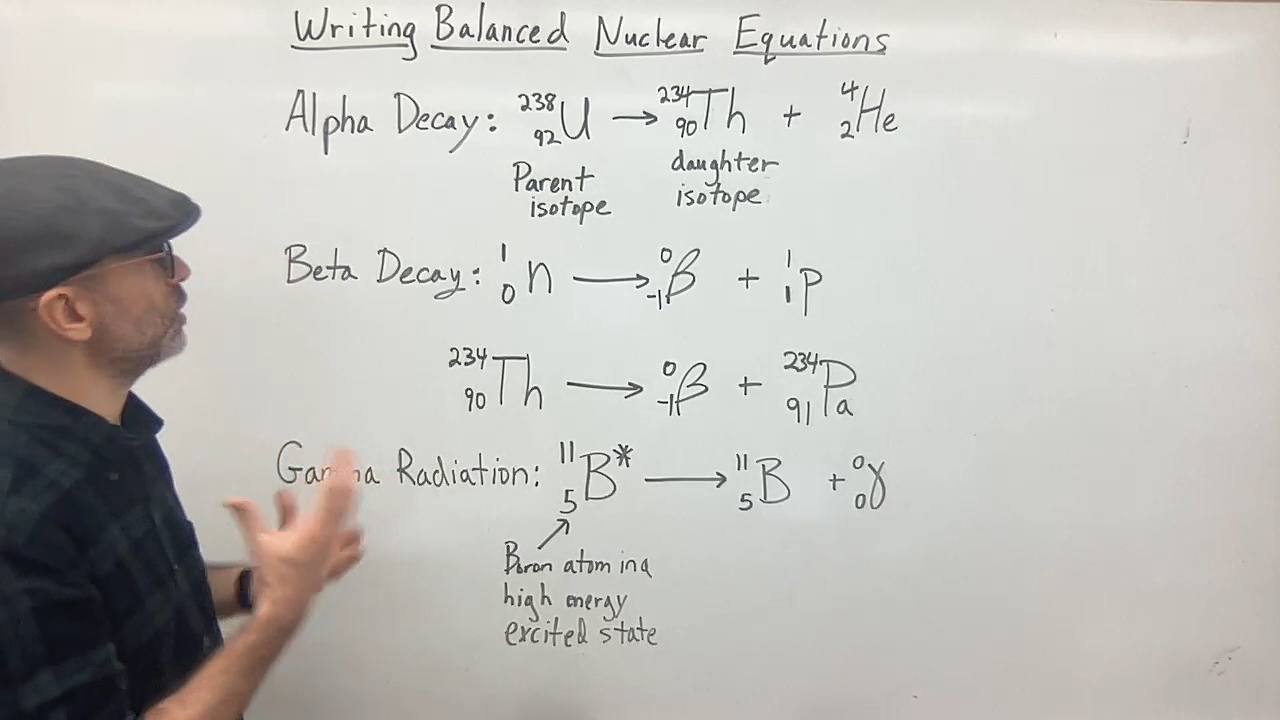 Writing Balanced Nuclear Equations
Alpha Decay: ²³⁸₉₂U → ²³⁴₉₀Th + ⁴₂He
Parent isotope
daughter isotope
Beta Decay: ¹₀n → ⁰₋₁β + ¹₁p
²³⁴₉₀Th → ⁰₋₁β + ²³⁴₉₁Pa
Radiation: ¹¹₅B* → ¹¹₅B + ⁰₀γ
Boron atom in a
high energy
excited state